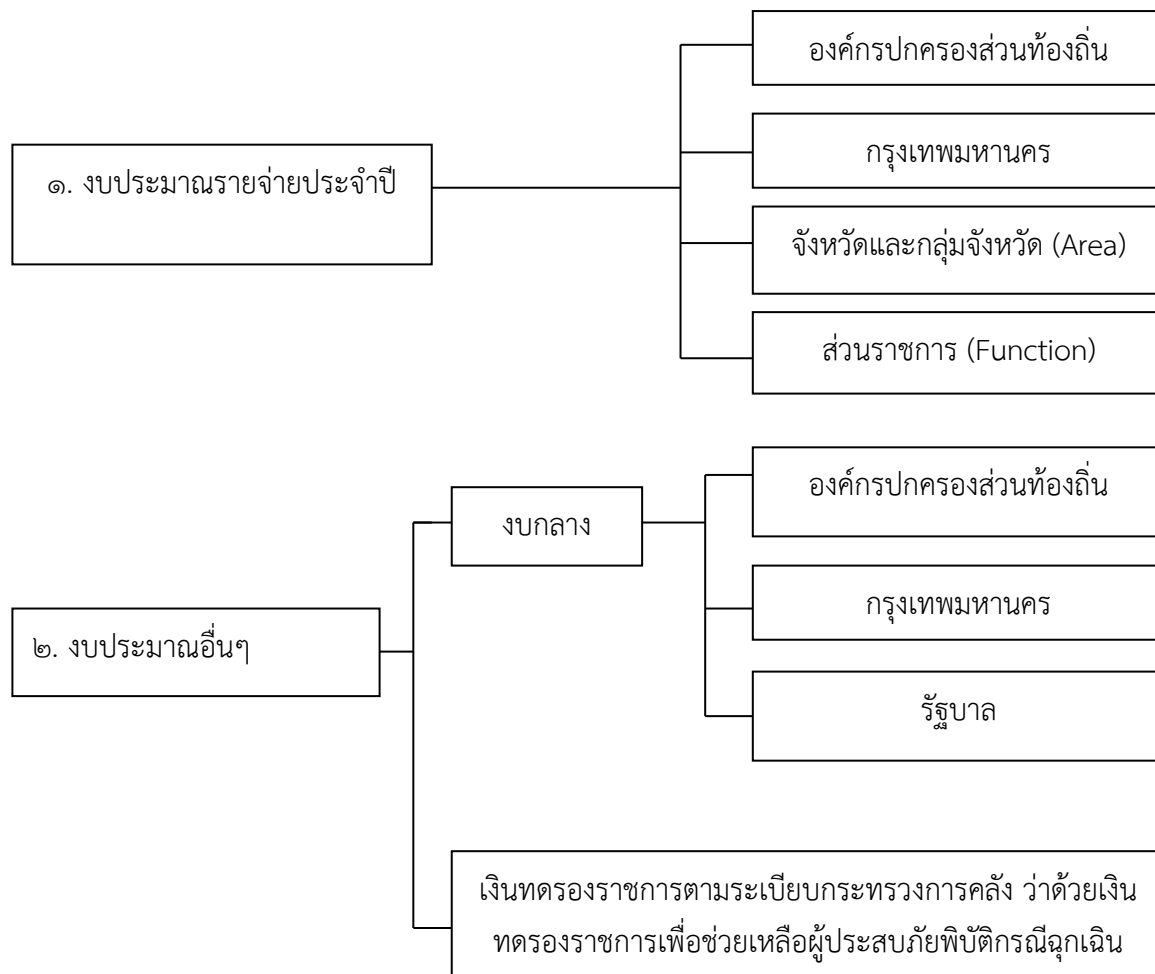 ๑. งบประมาณรายจ่ายประจำปี
องค์กรปกครองส่วนท้องถิ่น
กรุงเทพมหานคร
จังหวัดและกลุ่มจังหวัด (Area)
ส่วนราชการ (Function)
๒. งบประมาณอื่นๆ
งบกลาง
องค์กรปกครองส่วนท้องถิ่น
กรุงเทพมหานคร
รัฐบาล
เงินทดรองราชการตามระเบียบกระทรวงการคลัง ว่าด้วยเงิน
ทดรองราชการเพื่อช่วยเหลือผู้ประสบภัยพิบัติกรณีฉุกเฉิน